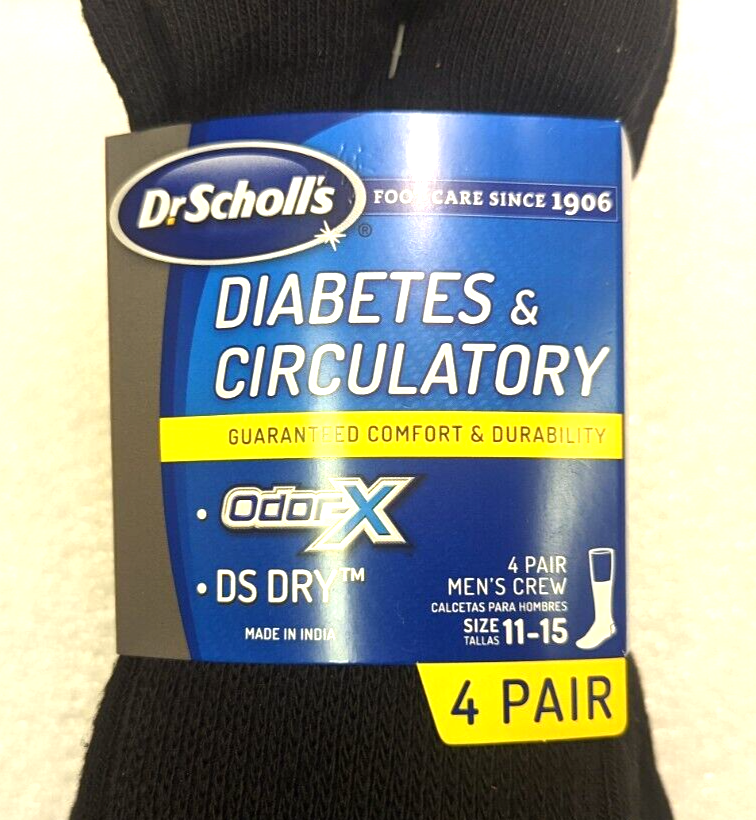 Dr. Scholl's
®
FOOT CARE SINCE 1906
DIABETES &
CIRCULATORY
GUARANTEED COMFORT & DURABILITY
• Odor-X
• DS DRY™
MADE IN INDIA
4 PAIR
MEN'S CREW
CALCETAS PARA HOMBRES
SIZE
TALLAS
11-15
4 PAIR